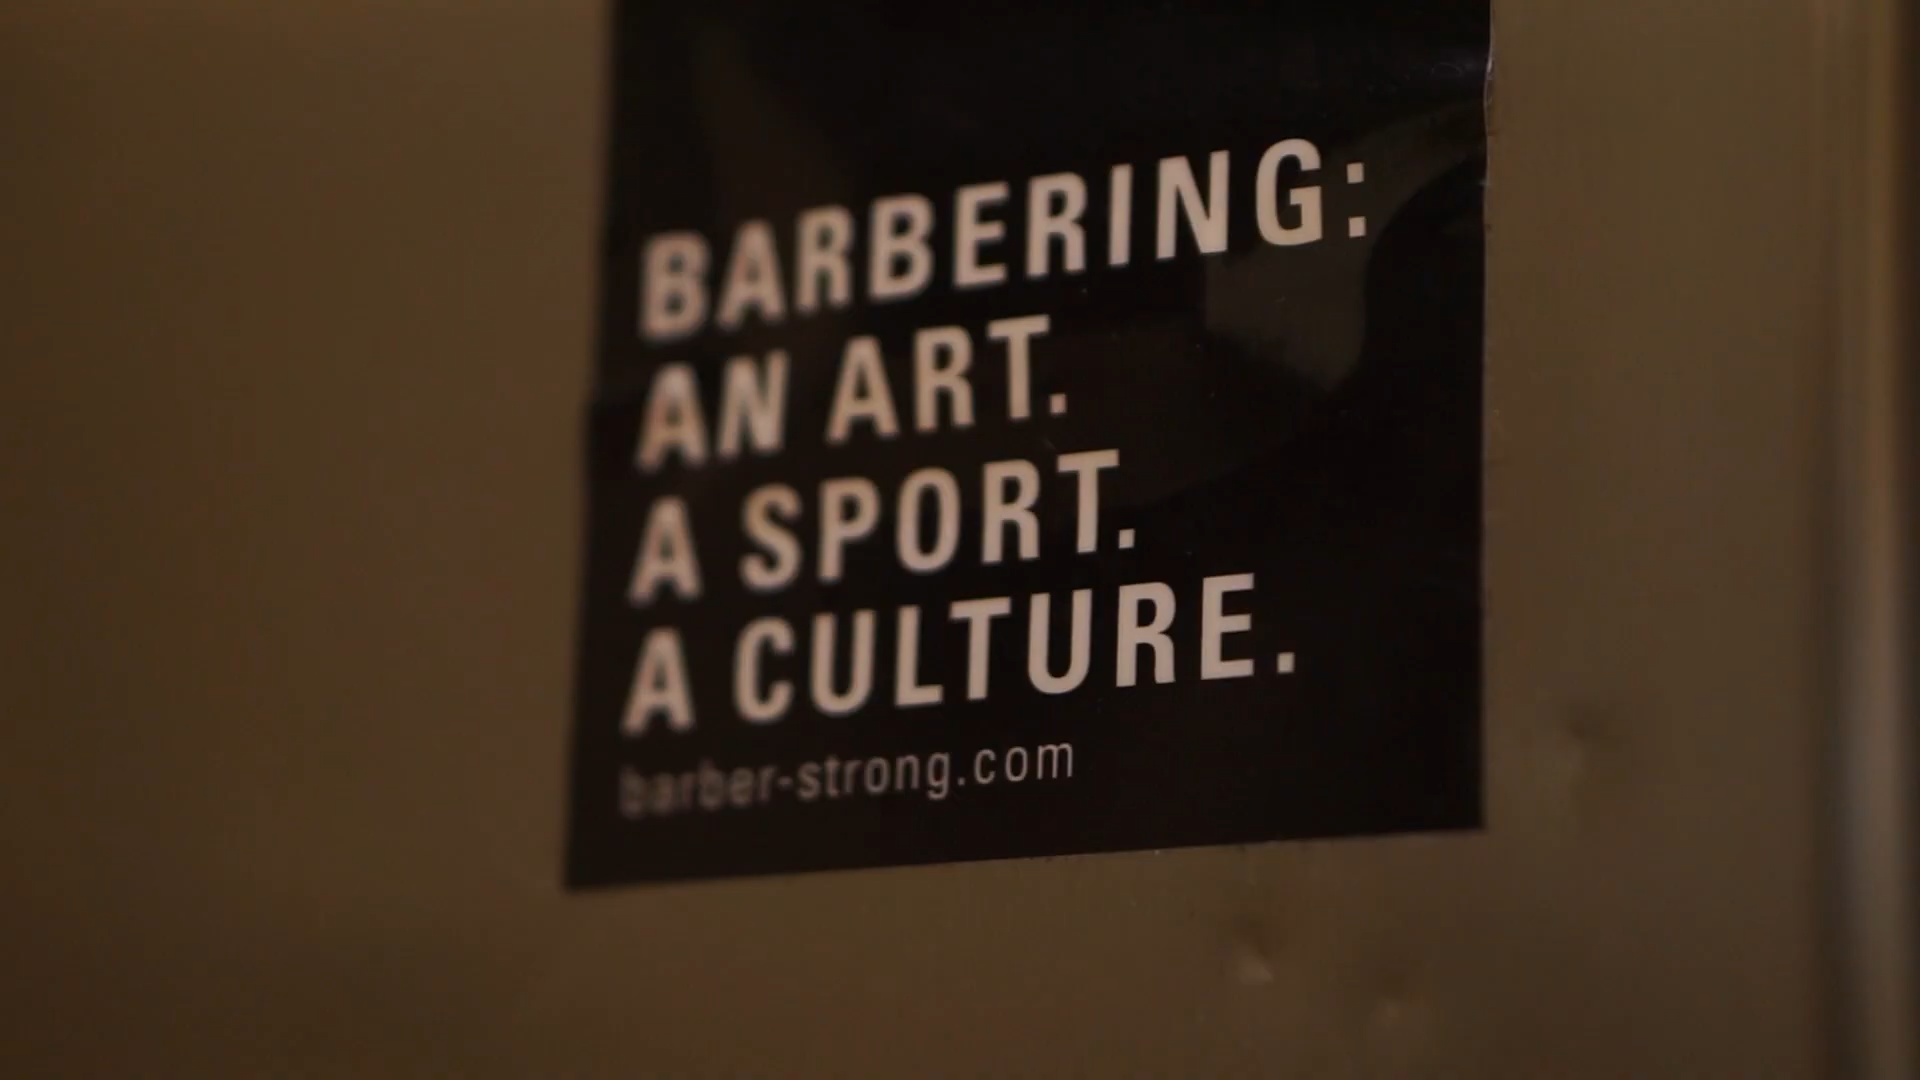 BARBERING:
AN ART.
A SPORT.
A CULTURE.
barber-strong.com